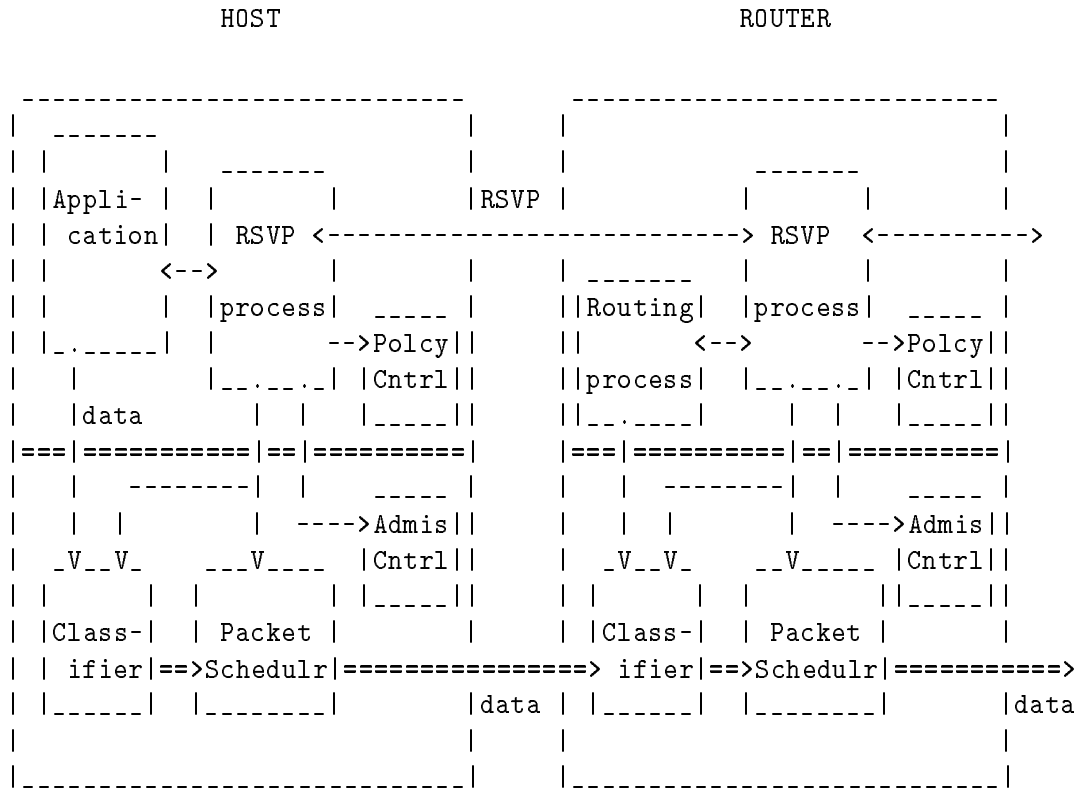 HOST ROUTER
Appli- RSVP
cation RSVP RSVP
process Routing process
Polcy Polcy
Cntrl process Cntrl
data
Admis Admis
Cntrl Cntrl
Class- Packet Class- Packet
ifier Schedulr ifier Schedulr
data data